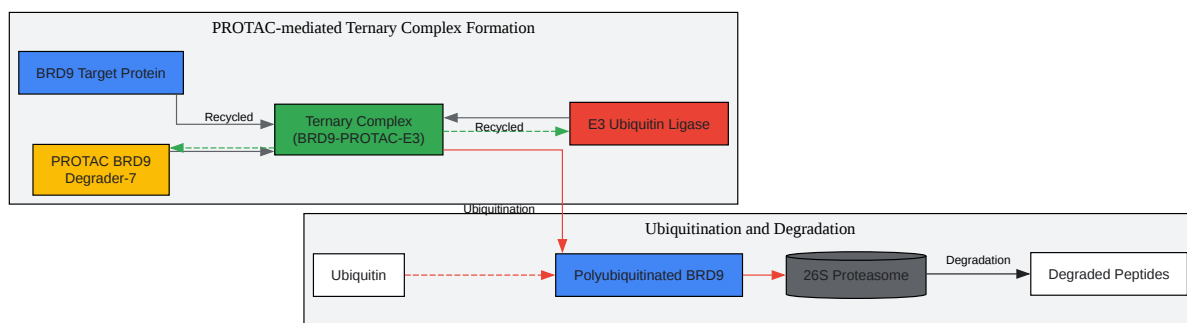 PROTAC-mediated Ternary Complex Formation
BRD9 Target Protein
Recycled
Ternary Complex
(BRD9-PROTAC-E3)
Recycled
E3 Ubiquitin Ligase
PROTAC BRD9
Degrader-7
Ubiquitination
Ubiquitination and Degradation
Ubiquitin
Polyubiquitinated BRD9
26S Proteasome
Degradation
Degraded Peptides